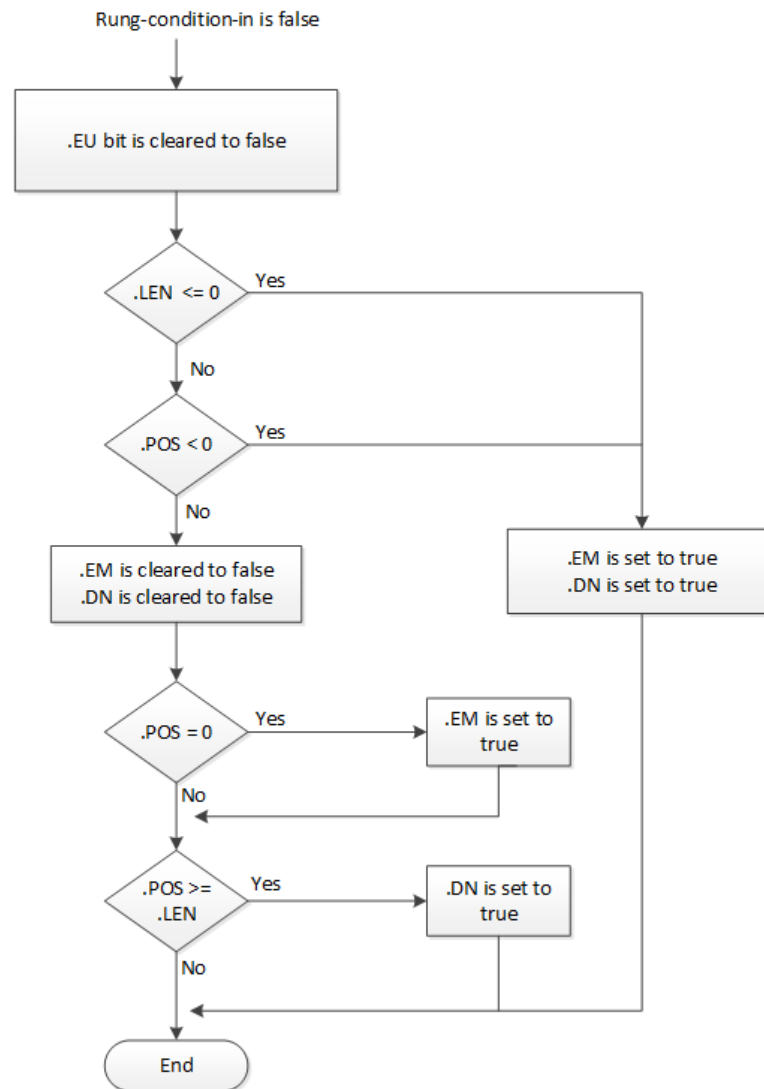 Rung-condition-in is false
.EU bit is cleared to false
.LEN <= 0
Yes
No
.POS < 0
Yes
No
.EM is cleared to false
.DN is cleared to false
.EM is set to true
.DN is set to true
.POS = 0
Yes
.EM is set to
true
No
.POS >=
.LEN
Yes
.DN is set to
true
No
End